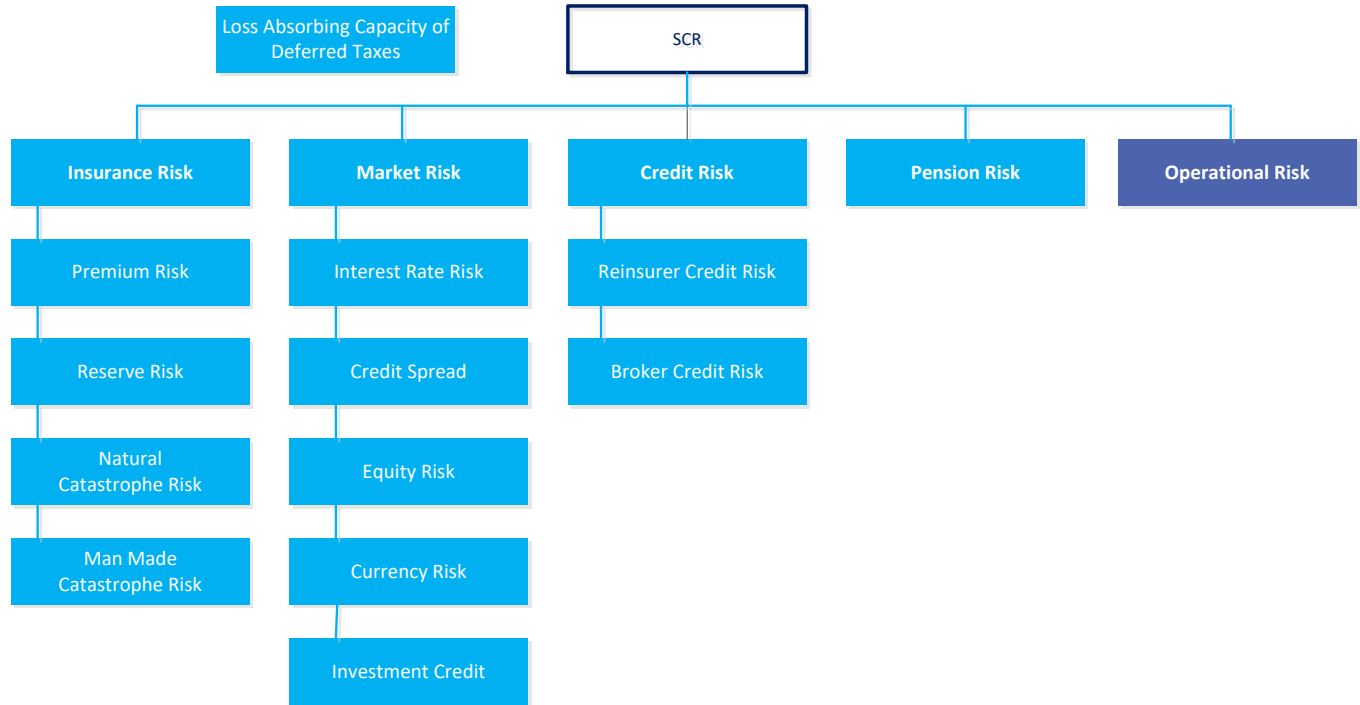 Loss Absorbing Capacity of
Deferred Taxes
SCR
Insurance Risk
Market Risk
Credit Risk
Pension Risk
Operational Risk
Premium Risk
Interest Rate Risk
Reinsurer Credit Risk
Reserve Risk
Credit Spread
Broker Credit Risk
Natural
Catastrophe Risk
Equity Risk
Man Made
Catastrophe Risk
Currency Risk
Investment Credit